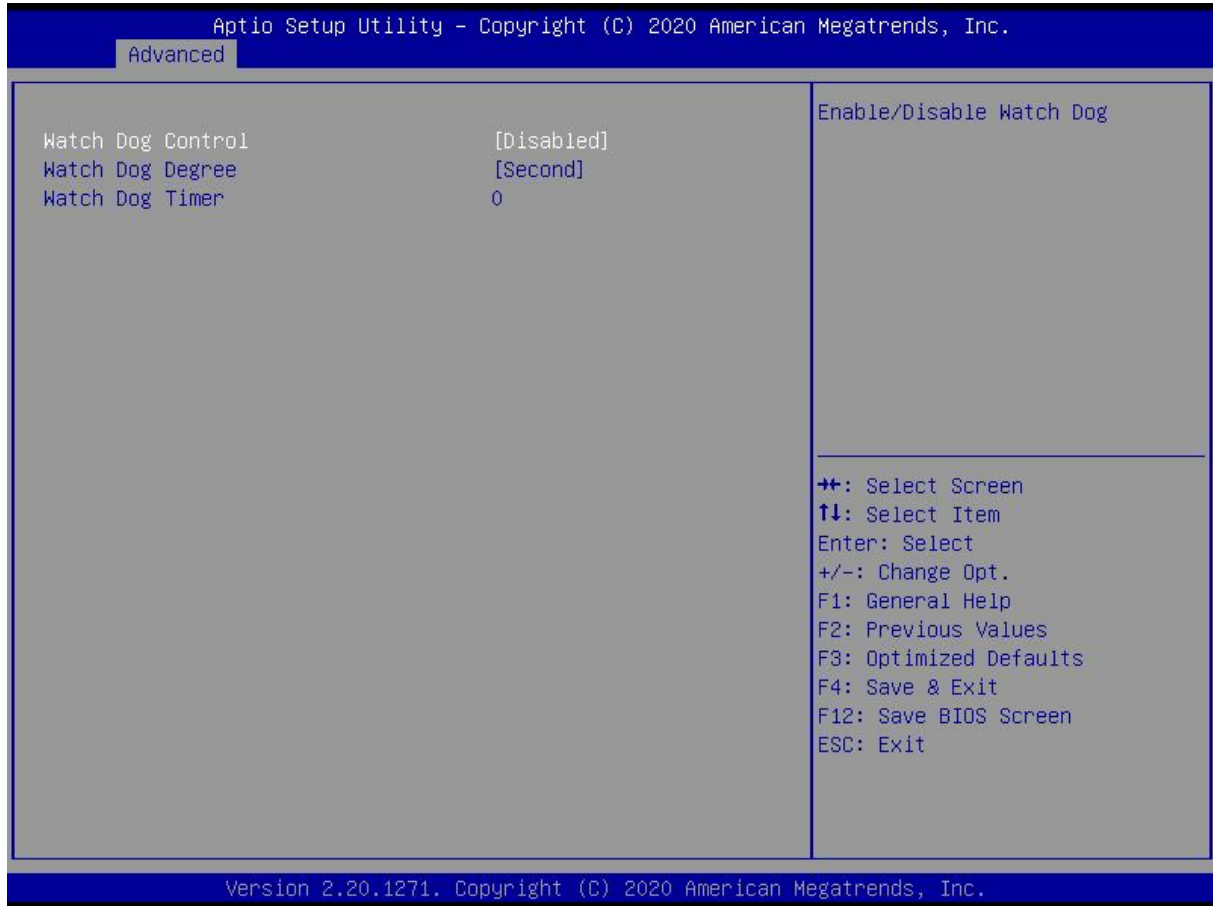 Aptio Setup Utility – Copyright (C) 2020 American Megatrends, Inc.
Advanced
Watch Dog Control [Disabled]
Watch Dog Degree [Second]
Watch Dog Timer 0
Enable/Disable Watch Dog
→←: Select Screen
↑↓: Select Item
Enter: Select
+/-: Change Opt.
F1: General Help
F2: Previous Values
F3: Optimized Defaults
F4: Save & Exit
F12: Save BIOS Screen
ESC: Exit
Version 2.20.1271. Copyright (C) 2020 American Megatrends, Inc.